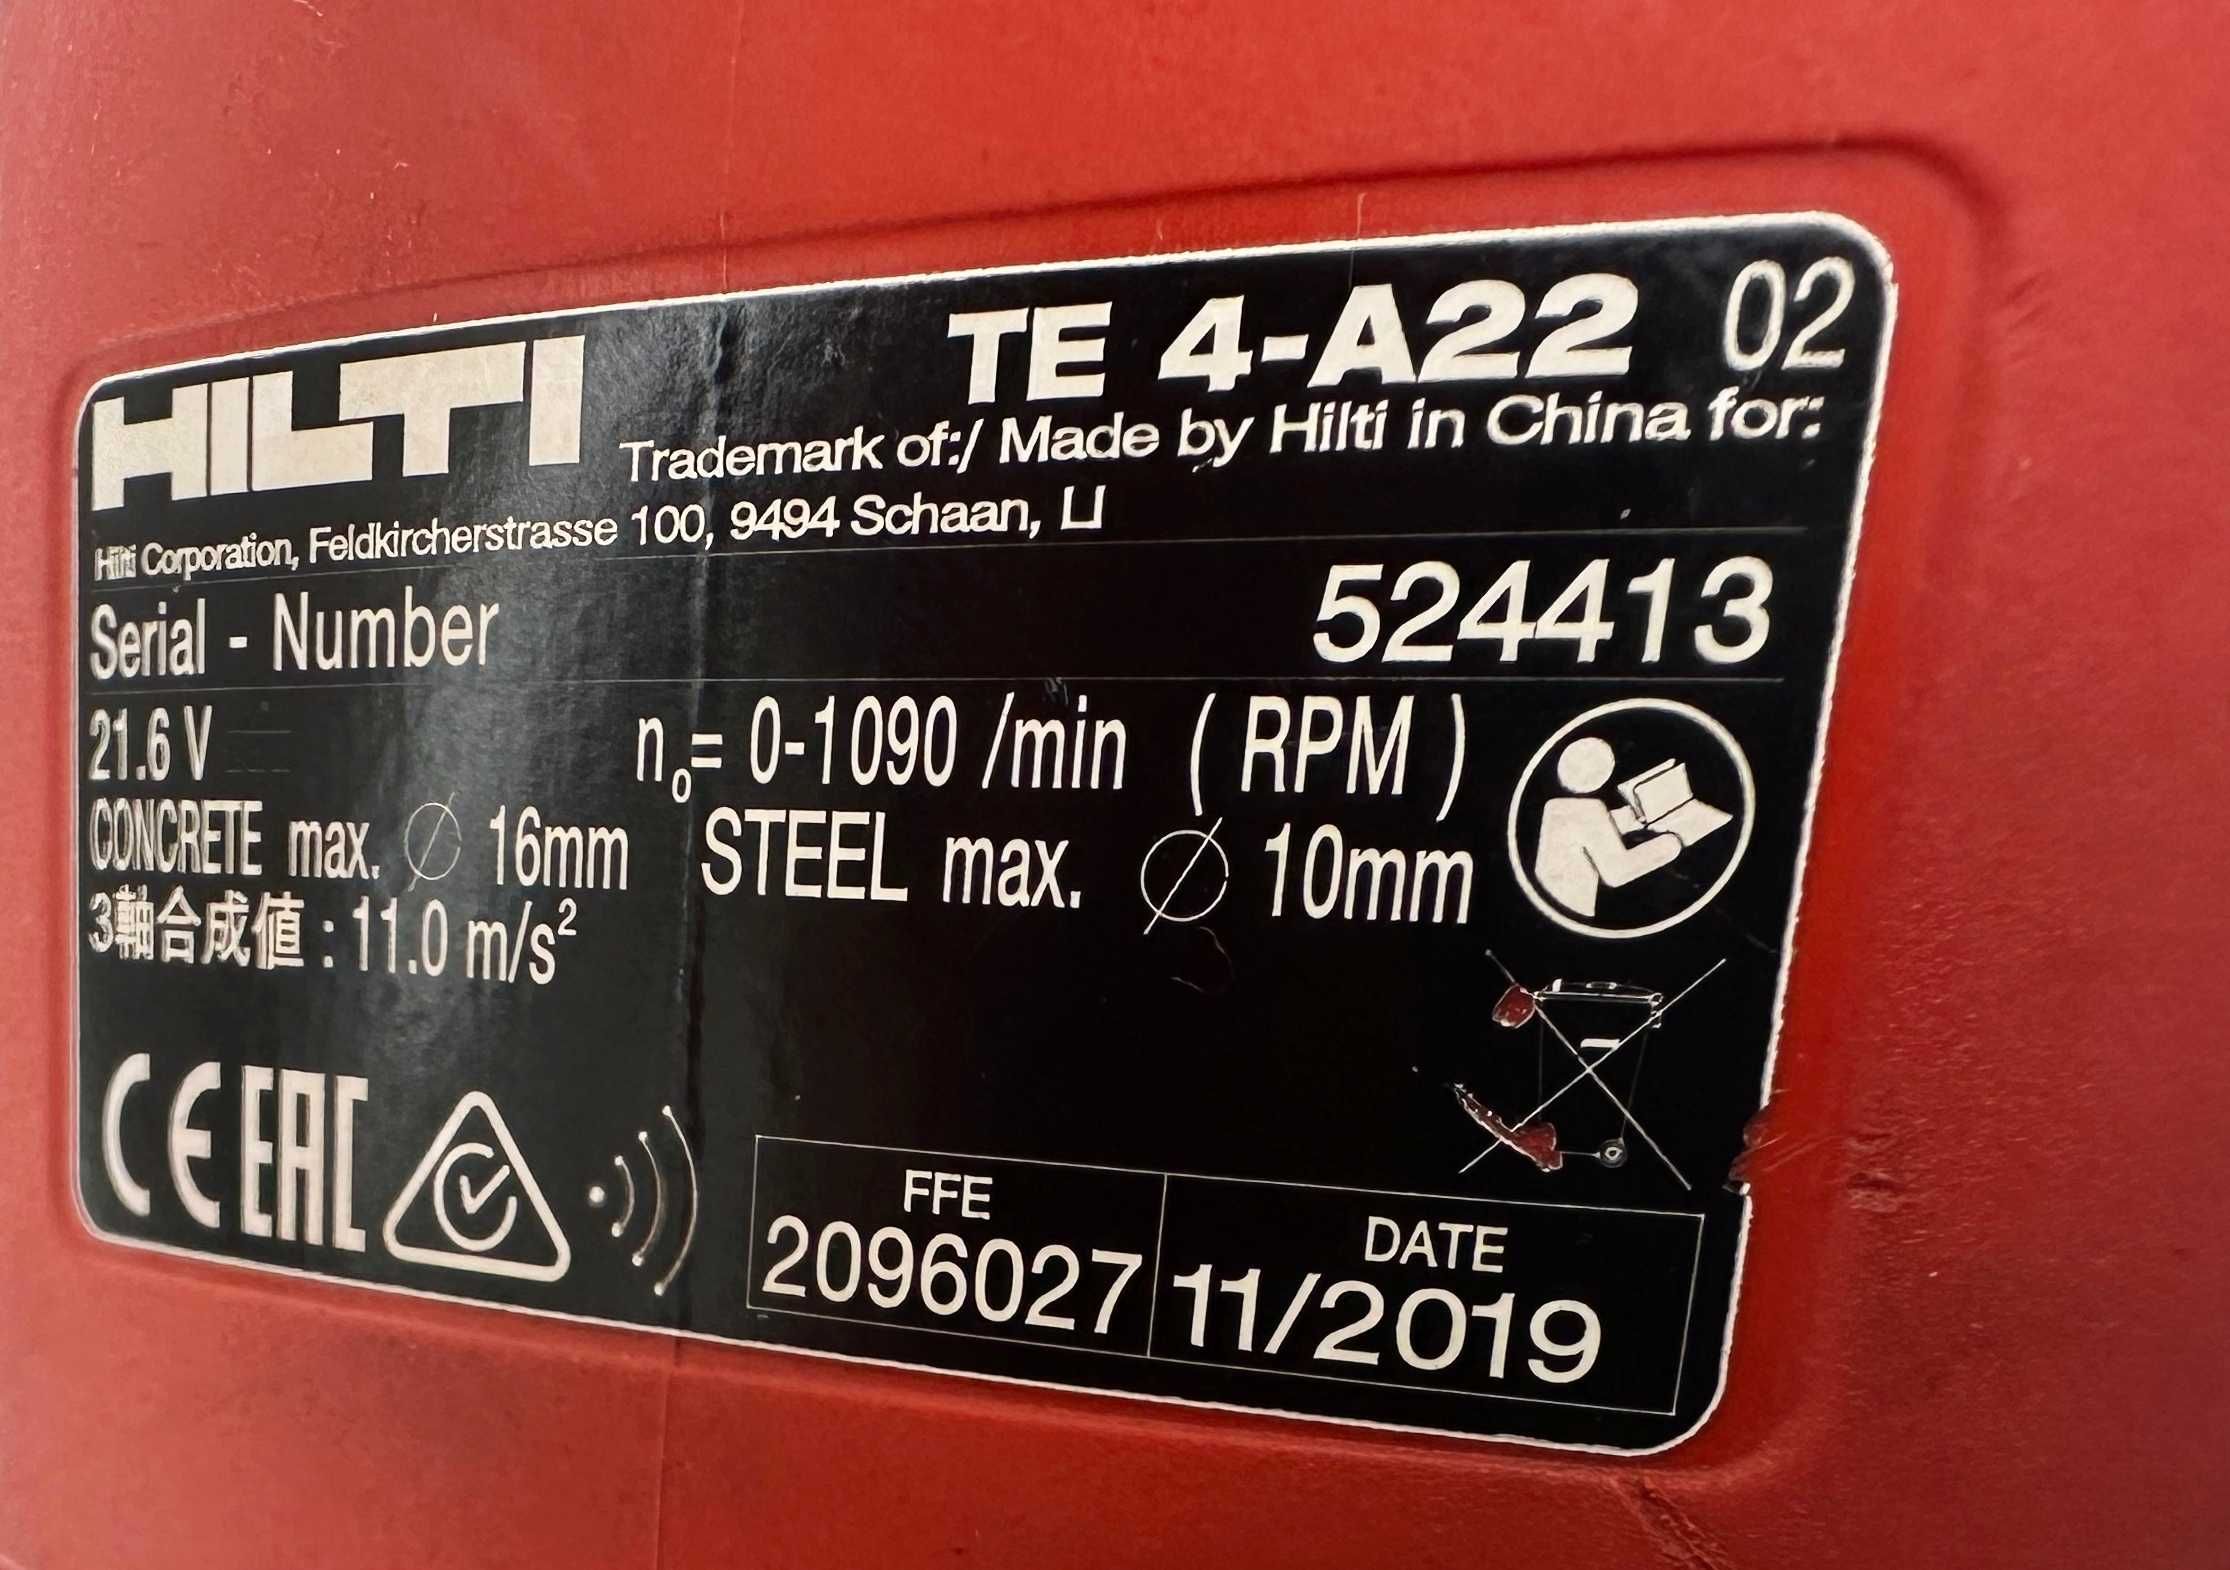 HILTI TE 4-A22 02
Trademark of:/ Made by Hilti in China for:
Hilti Corporation, Feldkircherstrasse 100, 9494 Schaan, LI
Serial - Number 524413
21.6 V n₀= 0-1090 /min ( RPM )
CONCRETE max. ∅ 16mm STEEL max. ∅ 10mm
3軸合成値 : 11.0 m/s²
CE EAC
FFE DATE
2096027 11/2019